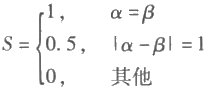 S = { 1, α=β
0.5, |α-β|=1
0, 其他